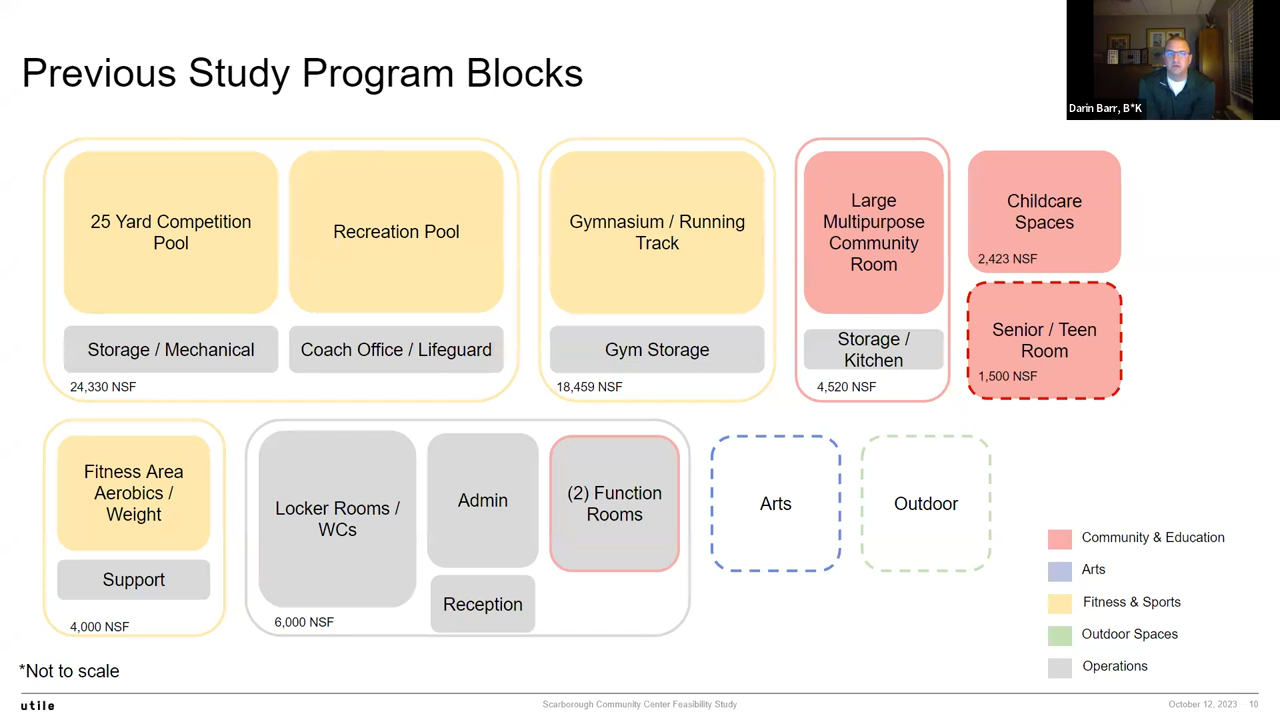 Previous Study Program Blocks
Darin Barr, B*K
25 Yard Competition
Pool
Recreation Pool
Storage / Mechanical
Coach Office / Lifeguard
24,330 NSF
Gymnasium / Running
Track
Gym Storage
18,459 NSF
Large
Multipurpose
Community
Room
Storage /
Kitchen
4,520 NSF
Childcare
Spaces
2,423 NSF
Senior / Teen
Room
1,500 NSF
Fitness Area
Aerobics /
Weight
Support
4,000 NSF
Locker Rooms /
WCs
6,000 NSF
Admin
Reception
(2) Function
Rooms
Arts
Outdoor
Community & Education
Arts
Fitness & Sports
Outdoor Spaces
Operations
*Not to scale
utile
Scarborough Community Center Feasibility Study
October 12, 2023 10